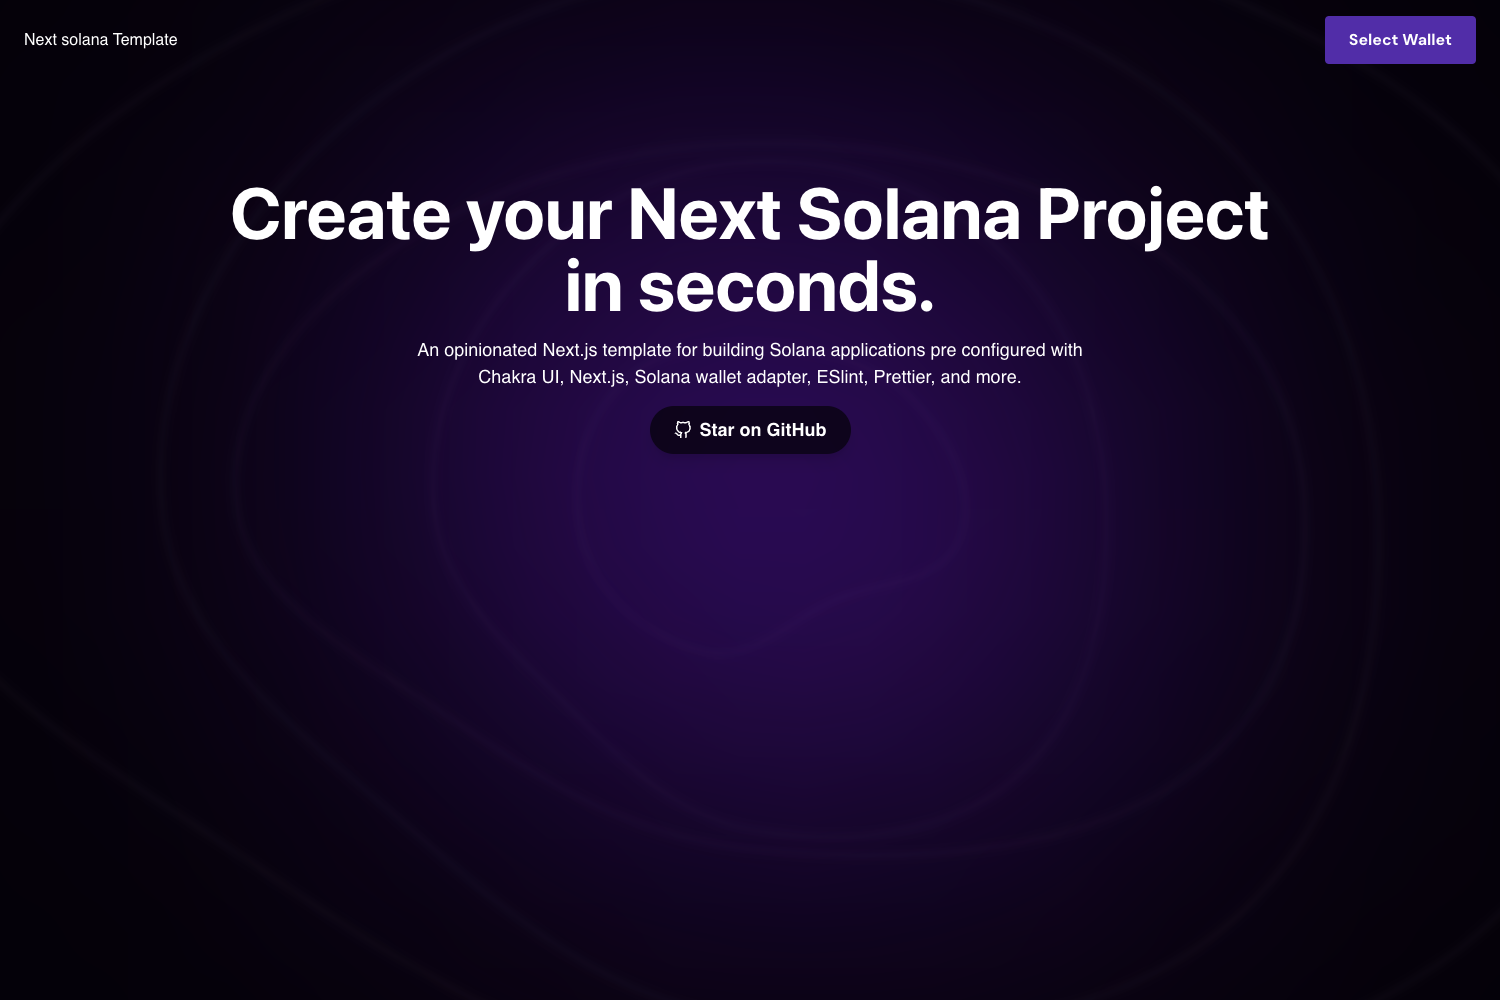 Next solana Template
Select Wallet
Create your Next Solana Project
in seconds.
An opinionated Next.js template for building Solana applications pre configured with
Chakra UI, Next.js, Solana wallet adapter, ESlint, Prettier, and more.
Star on GitHub